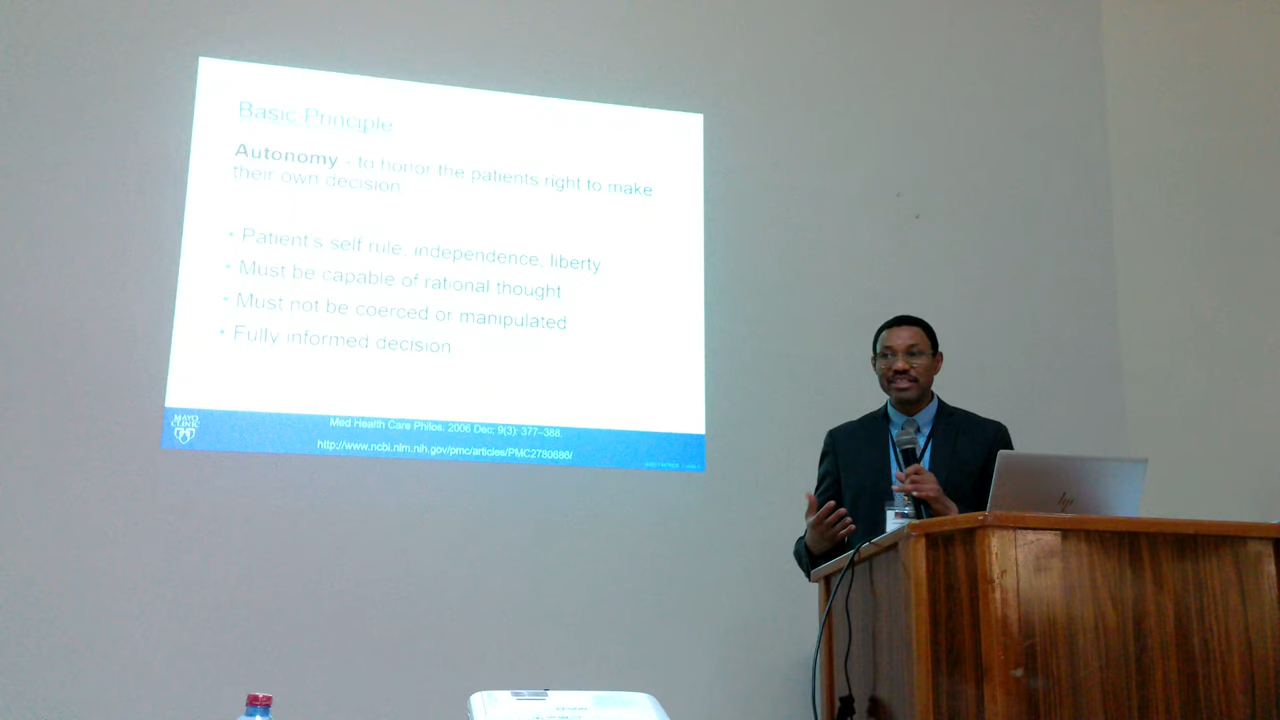 Basic Principle
Autonomy - to honor the patients right to make
their own decision
• Patient's self rule, independence, liberty
• Must be capable of rational thought
• Must not be coerced or manipulated
• Fully informed decision
MAYO
CLINIC
Med Health Care Philos. 2006 Dec; 9(3): 377–388.
http://www.ncbi.nlm.nih.gov/pmc/articles/PMC2780686/
hp